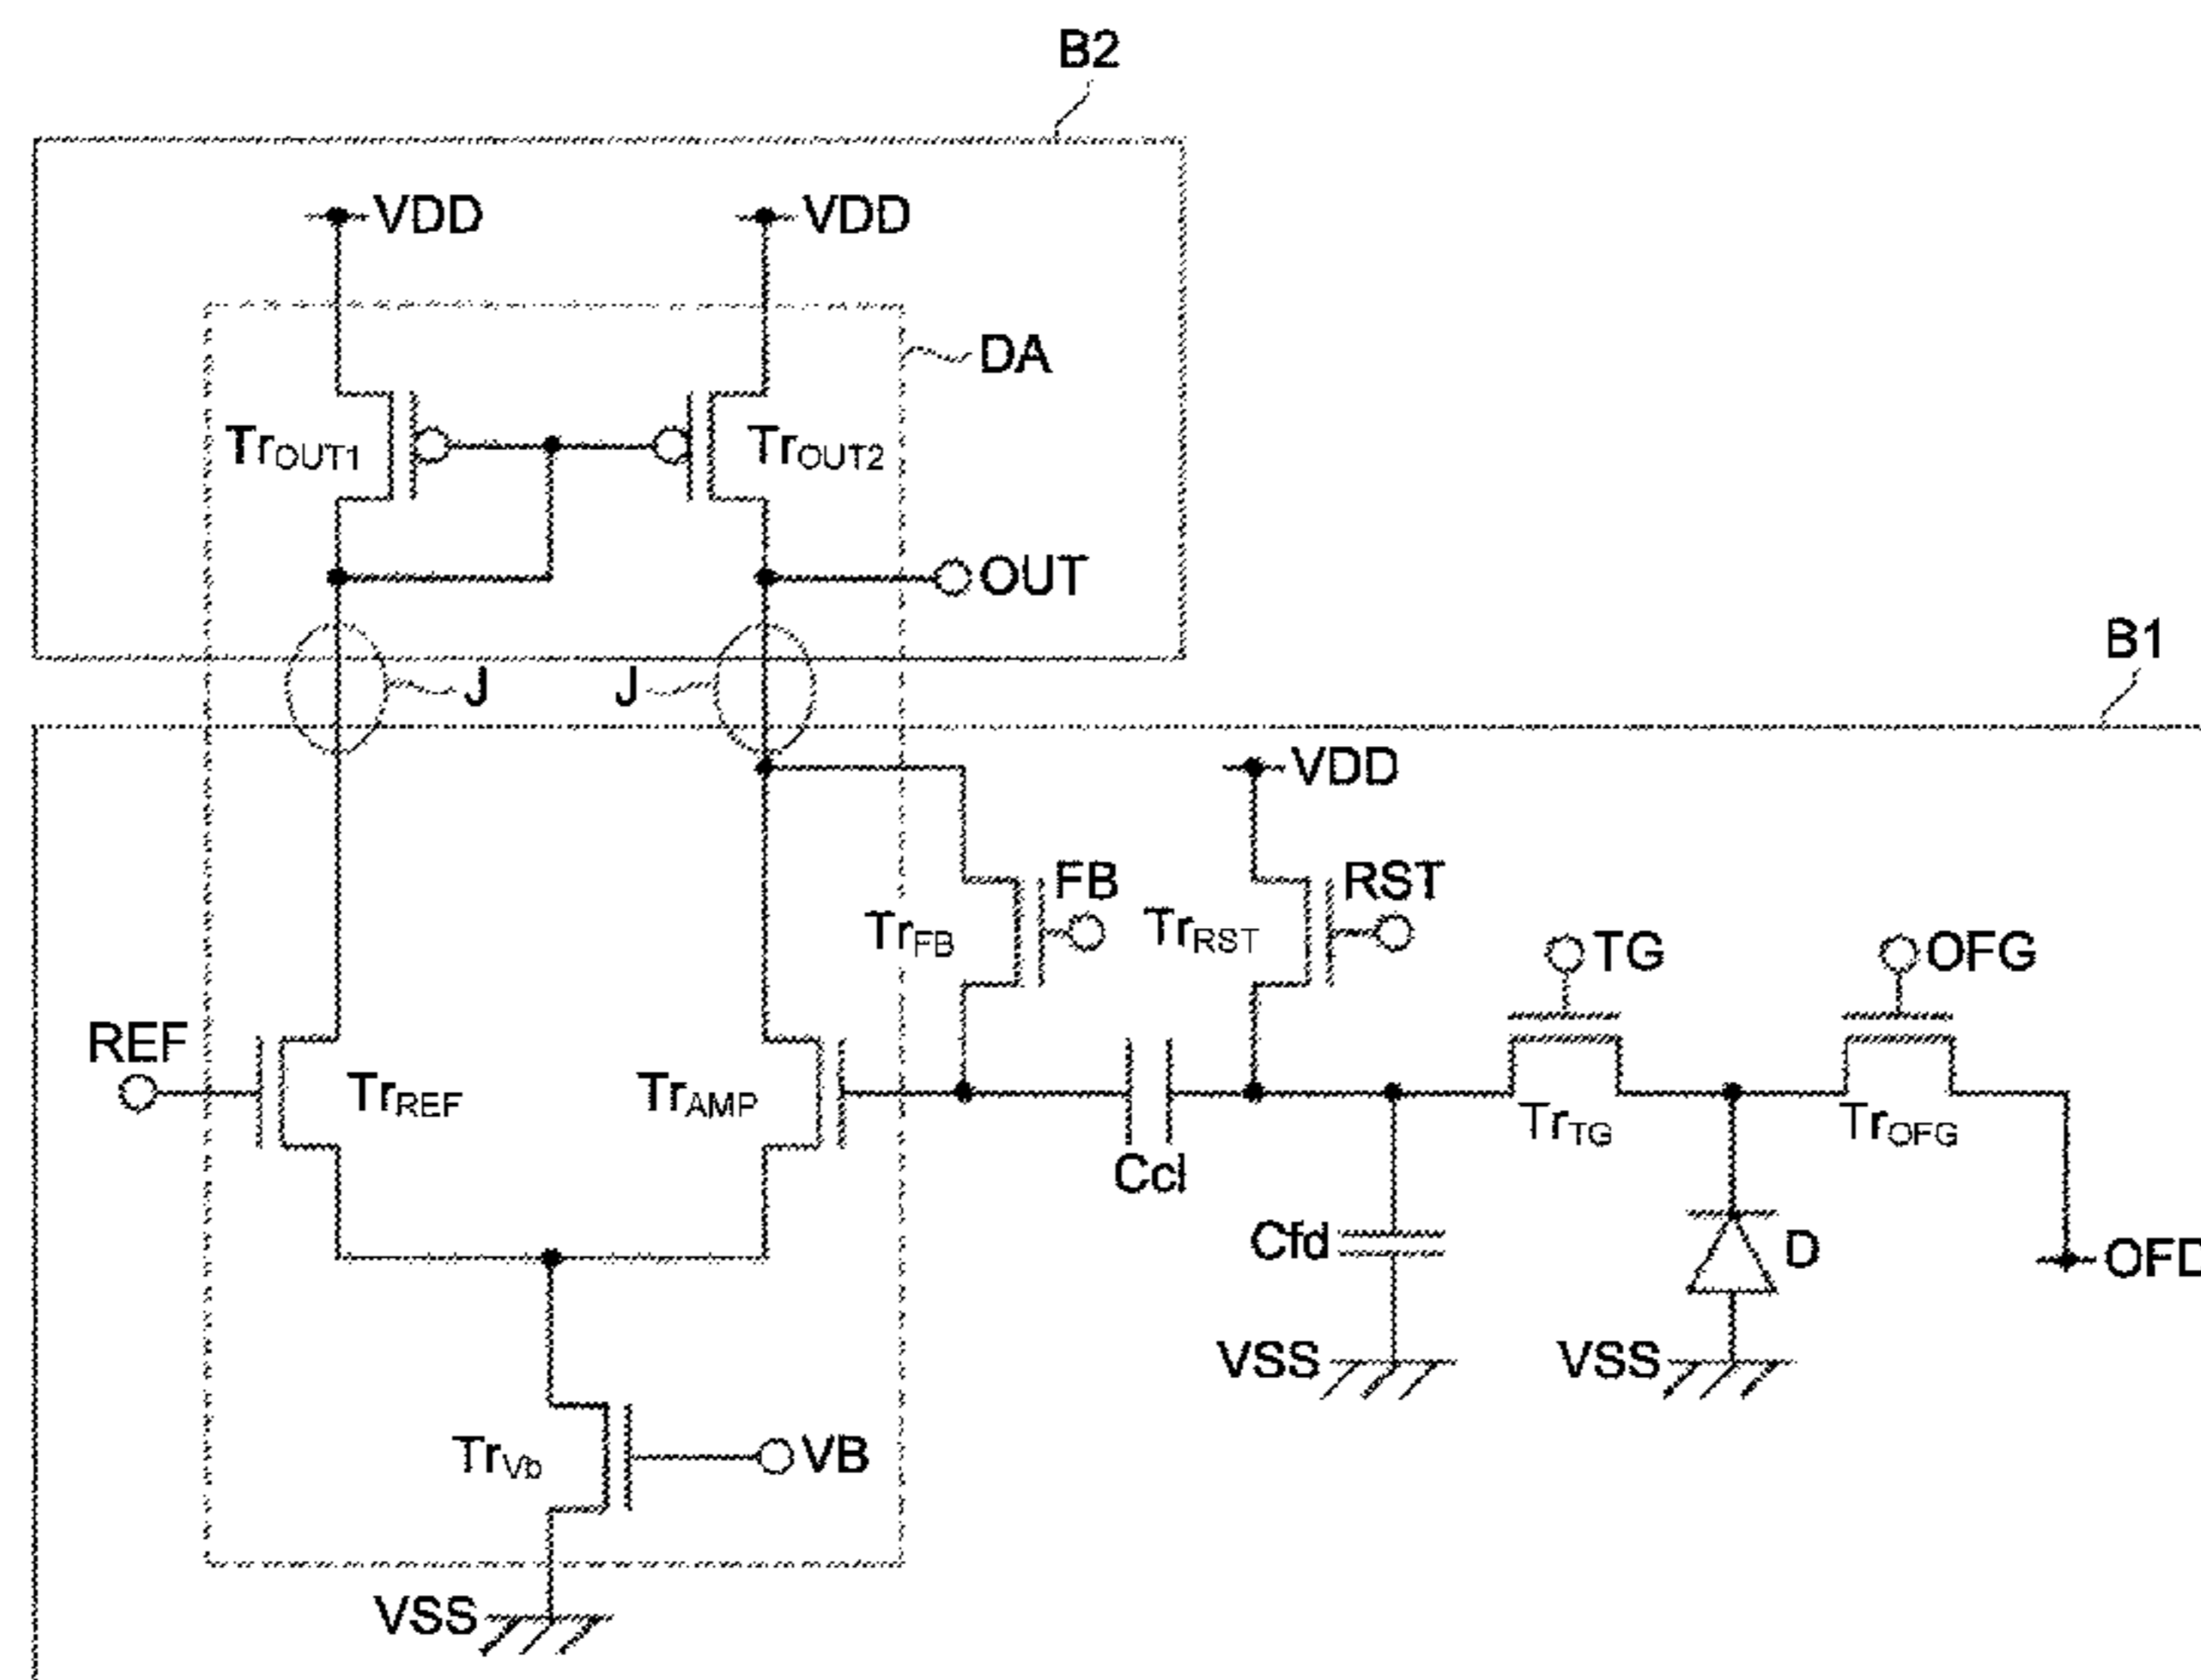 B2
VDD
VDD
DA
TrOUT1
TrOUT2
OUT
B1
J
J
VDD
FB
RST
TrFB
TrRST
TG
OFG
REF
TrREF
TrAMP
TrTG
TrOFG
Ccl
Cfd
D
OFD
VSS
VSS
TrVb
VB
VSS